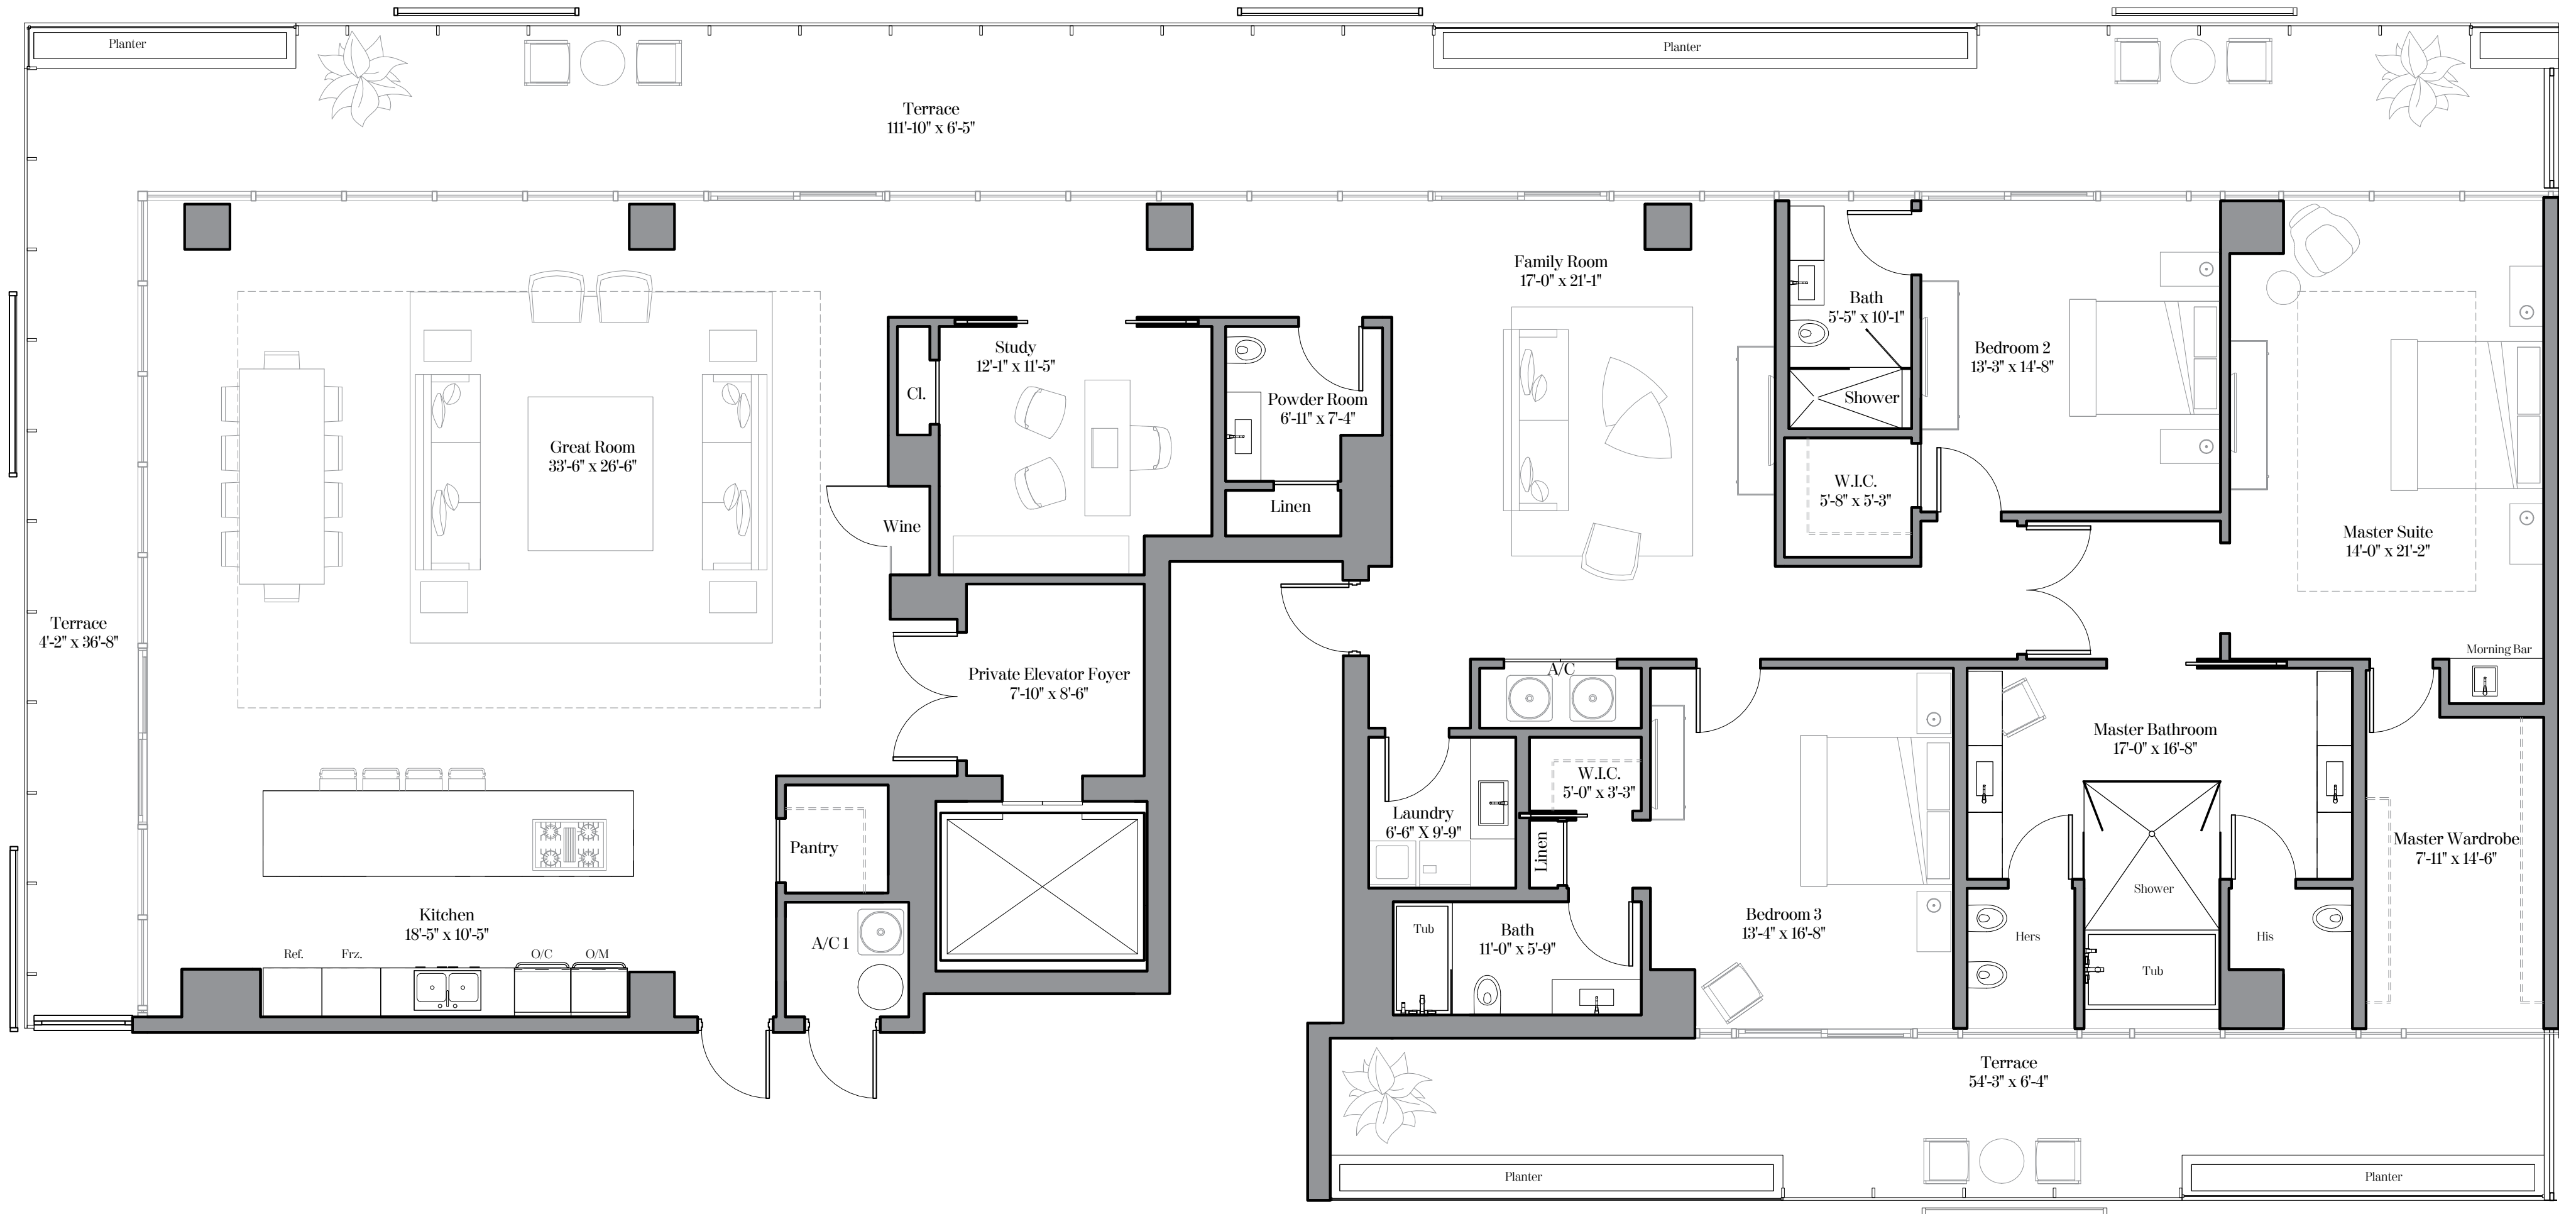 Planter
Planter
Terrace
111'-10" x 6'-5"
Family Room
17'-0" x 21'-1"
Bath
5'-5" x 10'-1"
Study
12'-1" x 11'-5"
Bedroom 2
13'-3" x 14'-8"
Cl.
Powder Room
6'-11" x 7'-4"
Shower
Great Room
33'-6" x 26'-6"
W.I.C.
5'-8" x 5'-3"
Linen
Wine
Master Suite
14'-0" x 21'-2"
Terrace
4'-2" x 36'-8"
Morning Bar
Private Elevator Foyer
7'-10" x 8'-6"
A/C
Master Bathroom
17'-0" x 16'-8"
W.I.C.
5'-0" x 3'-3"
Laundry
6'-6" X 9'-9"
Pantry
Linen
Master Wardrobe
7'-11" x 14'-6"
Shower
Kitchen
18'-5" x 10'-5"
Bedroom 3
13'-4" x 16'-8"
Tub
Bath
11'-0" x 5'-9"
Hers
His
A/C 1
Ref.
Frz.
O/C
O/M
Tub
Terrace
54'-3" x 6'-4"
Planter
Planter